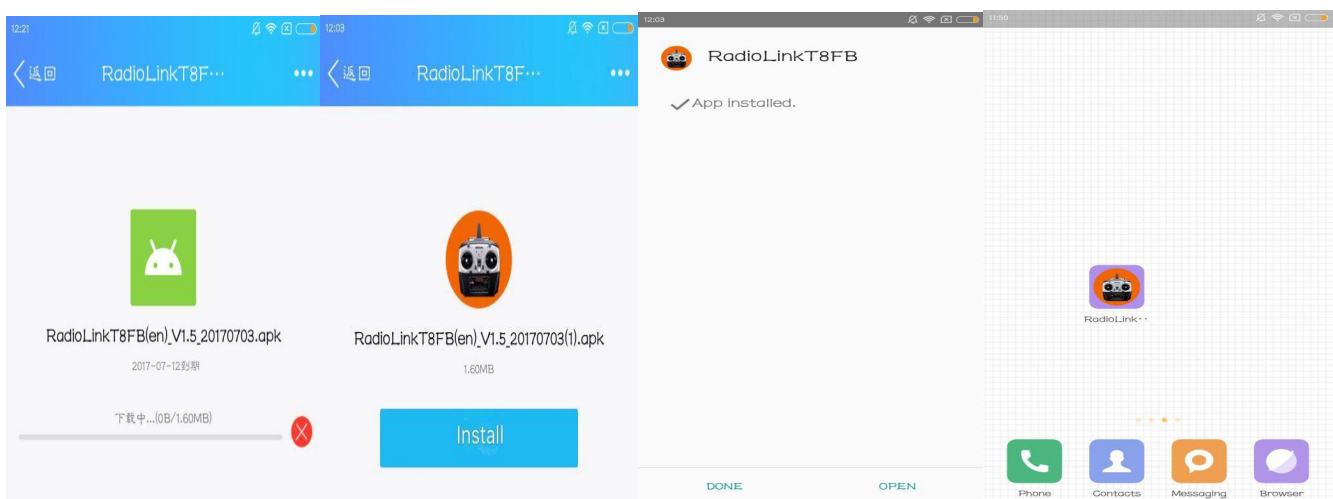 12:21
返回
RadioLinkT8F···
RadioLinkT8FB(en)_V1.5_20170703.apk
2017-07-12到期
下载中...(0B/1.60MB)
12:03
返回
RadioLinkT8F···
RadioLinkT8FB(en)_V1.5_20170703(1).apk
1.60MB
Install
12:03
RadioLinkT8FB
App installed.
DONE
OPEN
11:50
RadioLink··
Phone
Contacts
Messaging
Browser